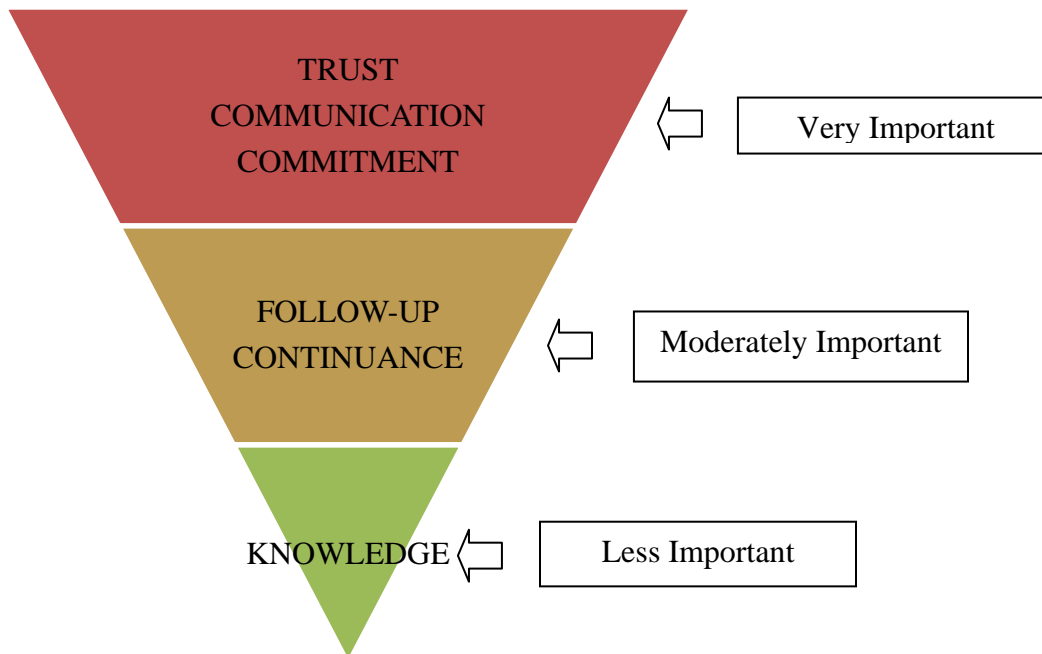 TRUST
COMMUNICATION
COMMITMENT
Very Important
FOLLOW-UP
CONTINUANCE
Moderately Important
KNOWLEDGE
Less Important